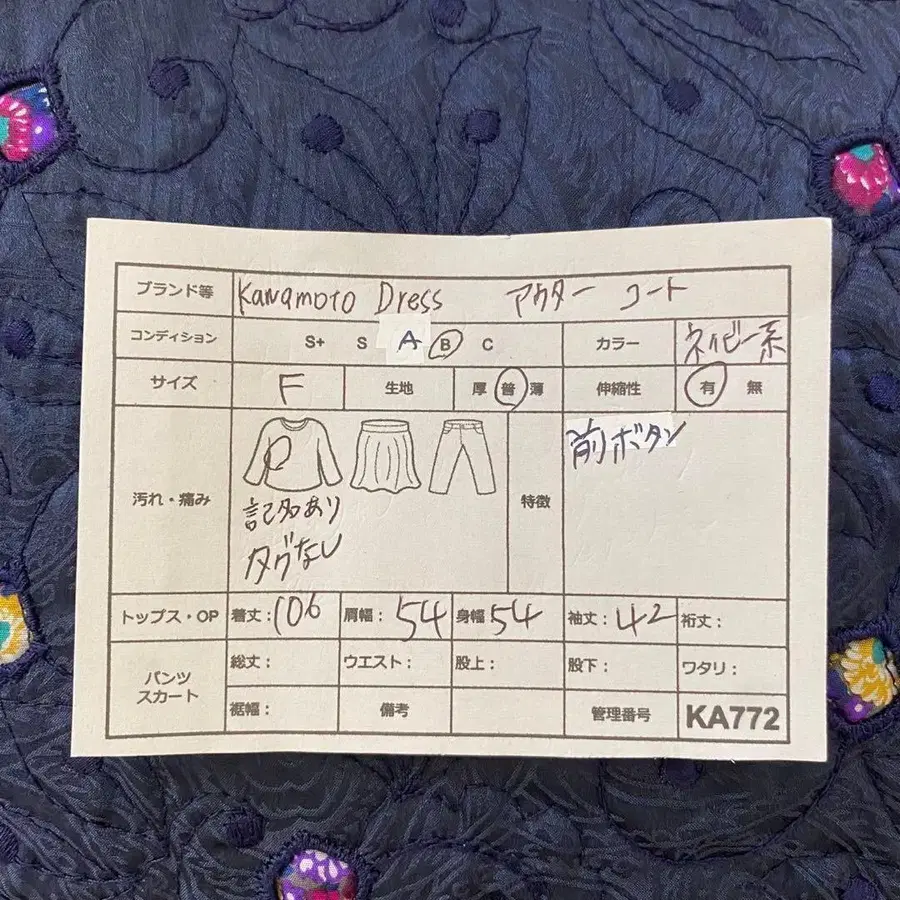 ブランド等 Kanamoto Dress アウター コート
コンディション S+ S A B C カラー ネイビー系
サイズ F 生地 厚 普 薄 伸縮性 有 無
汚れ・痛み 記名あり タグなし 特徴 前ボタン
トップス・OP 着丈:106 肩幅:54 身幅 54 袖丈:42 裄丈:
パンツ スカート 総丈: ウエスト: 股上: 股下: ワタリ:
裾幅: 備考 管理番号 KA772